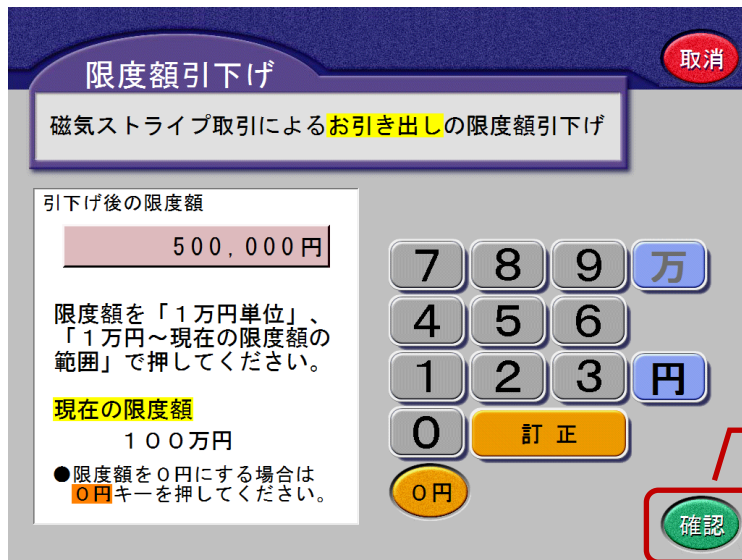 限度額引下げ
取消
磁気ストライプ取引によるお引き出しの限度額引下げ
引下げ後の限度額
500,000円
限度額を「１万円単位」、
「１万円～現在の限度額の
範囲」で押してください。
現在の限度額
１００万円
●限度額を０円にする場合は
０円キーを押してください。
7 8 9 万
4 5 6
1 2 3 円
0 訂正
０円
確認